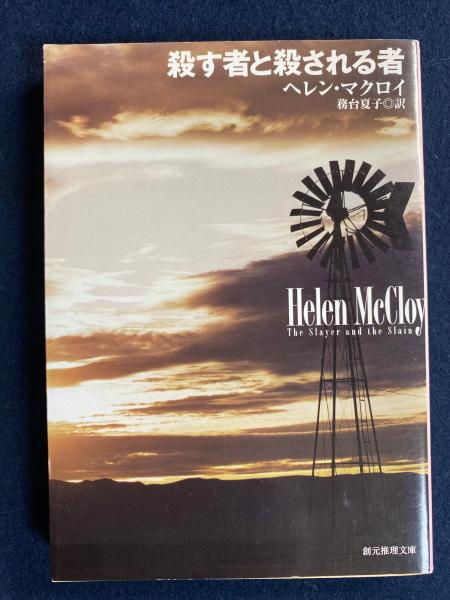 殺す者と殺される者
ヘレン・マクロイ
務台夏子◎訳
Helen McCloy
The Slayer and the Slain
創元推理文庫